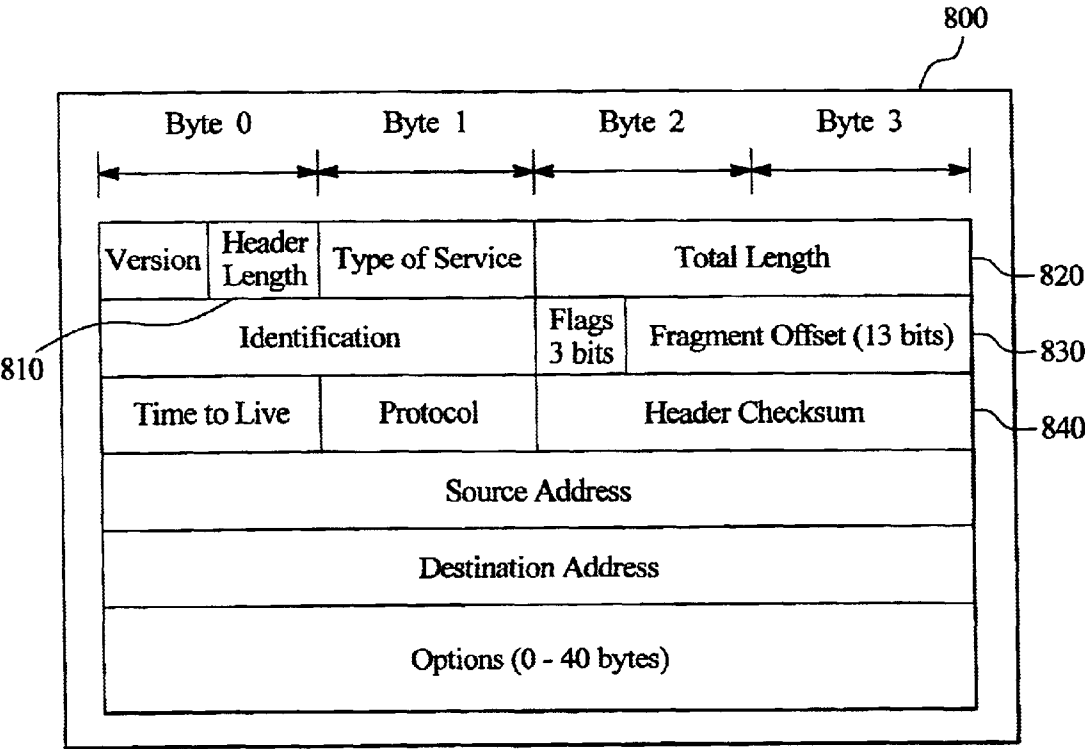 800
Byte 0 Byte 1 Byte 2 Byte 3
Version Header Length Type of Service Total Length 820
Identification Flags 3 bits Fragment Offset (13 bits) 830
810
Time to Live Protocol Header Checksum 840
Source Address
Destination Address
Options (0 - 40 bytes)